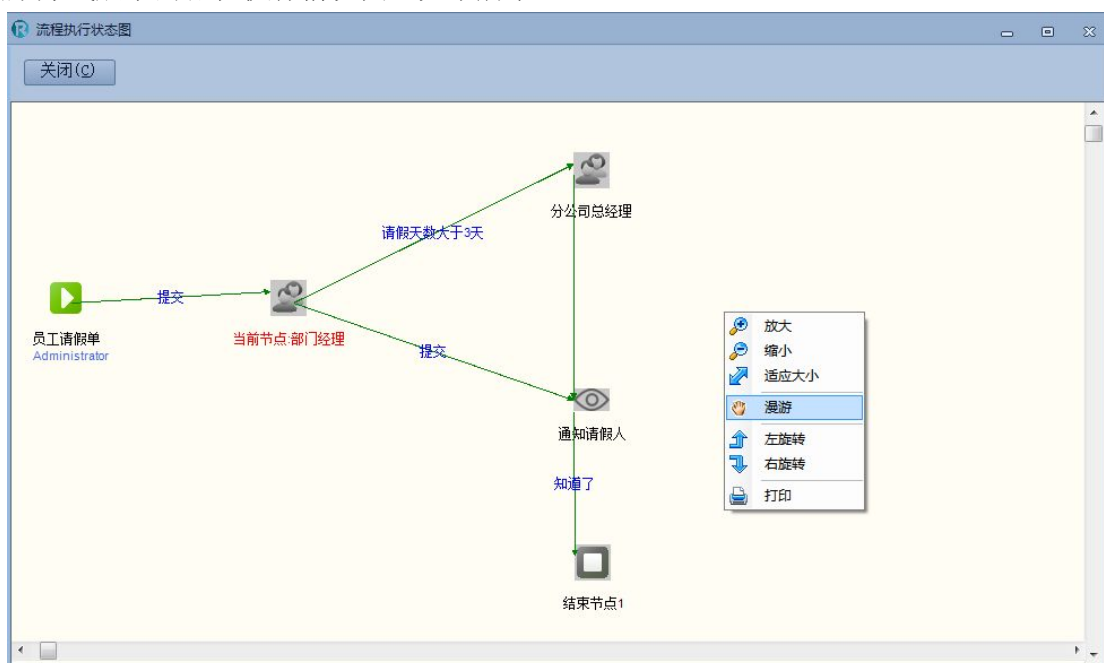 流程执行状态图
关闭(C)
分公司总经理
请假天数大于3天
提交
员工请假单
Administrator
当前节点:部门经理
提交
通知请假人
知道了
结束节点1
放大
缩小
适应大小
漫游
左旋转
右旋转
打印